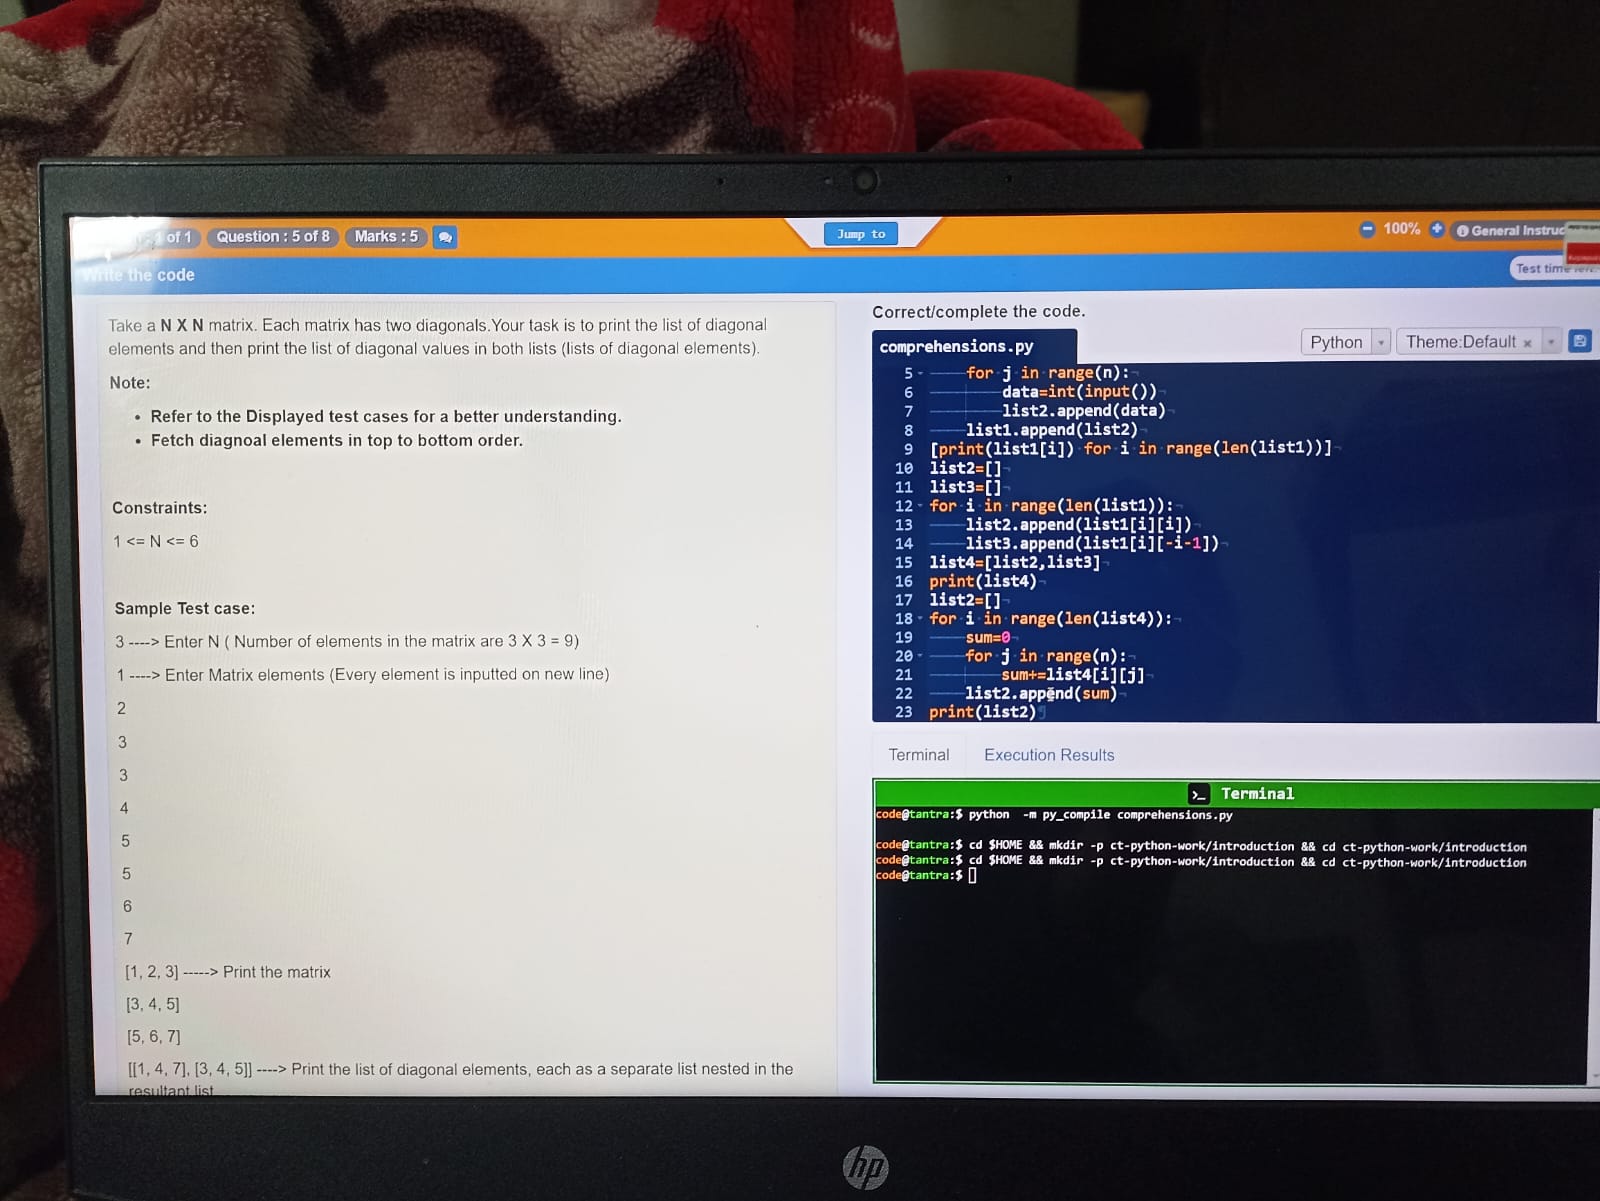 of 1
Question : 5 of 8
Marks : 5
Jump to
100%
General Instruc
Write the code
Test time
Take a N X N matrix. Each matrix has two diagonals.Your task is to print the list of diagonal
elements and then print the list of diagonal values in both lists (lists of diagonal elements).
Note:
• Refer to the Displayed test cases for a better understanding.
• Fetch diagnoal elements in top to bottom order.
Constraints:
1 <= N <= 6
Sample Test case:
3 ----> Enter N ( Number of elements in the matrix are 3 X 3 = 9)
1 ----> Enter Matrix elements (Every element is inputted on new line)
2
3
3
4
5
5
6
7
[1, 2, 3] -----> Print the matrix
[3, 4, 5]
[5, 6, 7]
[[1, 4, 7], [3, 4, 5]] ----> Print the list of diagonal elements, each as a separate list nested in the
resultant list
Correct/complete the code.
comprehensions.py
Python
Theme:Default ×
5 for j in range(n):
6 data=int(input())
7 list2.append(data)
8 list1.append(list2)
9 [print(list1[i]) for i in range(len(list1))]
10 list2=[]
11 list3=[]
12 for i in range(len(list1)):
13 list2.append(list1[i][i])
14 list3.append(list1[i][-i-1])
15 list4=[list2,list3]
16 print(list4)
17 list2=[]
18 for i in range(len(list4)):
19 sum=0
20 for j in range(n):
21 sum+=list4[i][j]
22 list2.append(sum)
23 print(list2)
Terminal
Execution Results
>_ Terminal
code@tantra:$ python -m py_compile comprehensions.py
code@tantra:$ cd $HOME && mkdir -p ct-python-work/introduction && cd ct-python-work/introduction
code@tantra:$ cd $HOME && mkdir -p ct-python-work/introduction && cd ct-python-work/introduction
code@tantra:$
hp